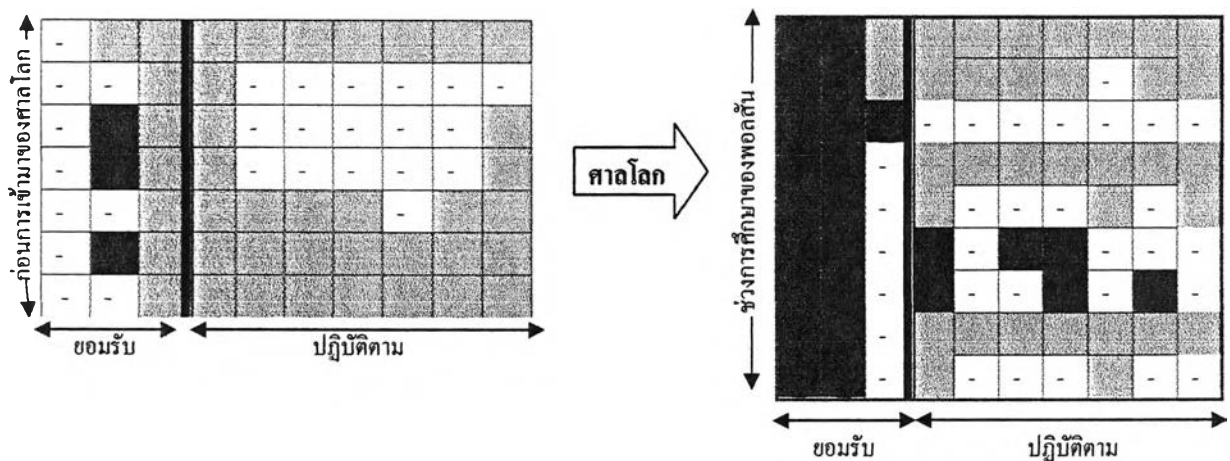 ก่อนการเข้ามาของศาลโลก
-
- - - - - - - -
- - - - - -
- - - - - -
- - -
-
- -
ยอมรับ
ปฏิบัติตาม
ศาลโลก
ช่วงการศึกษาของพอลสัน
-
- - - - - - -
-
- - - - -
- - - - -
- - - - -
-
- - - - - -
ยอมรับ
ปฏิบัติตาม